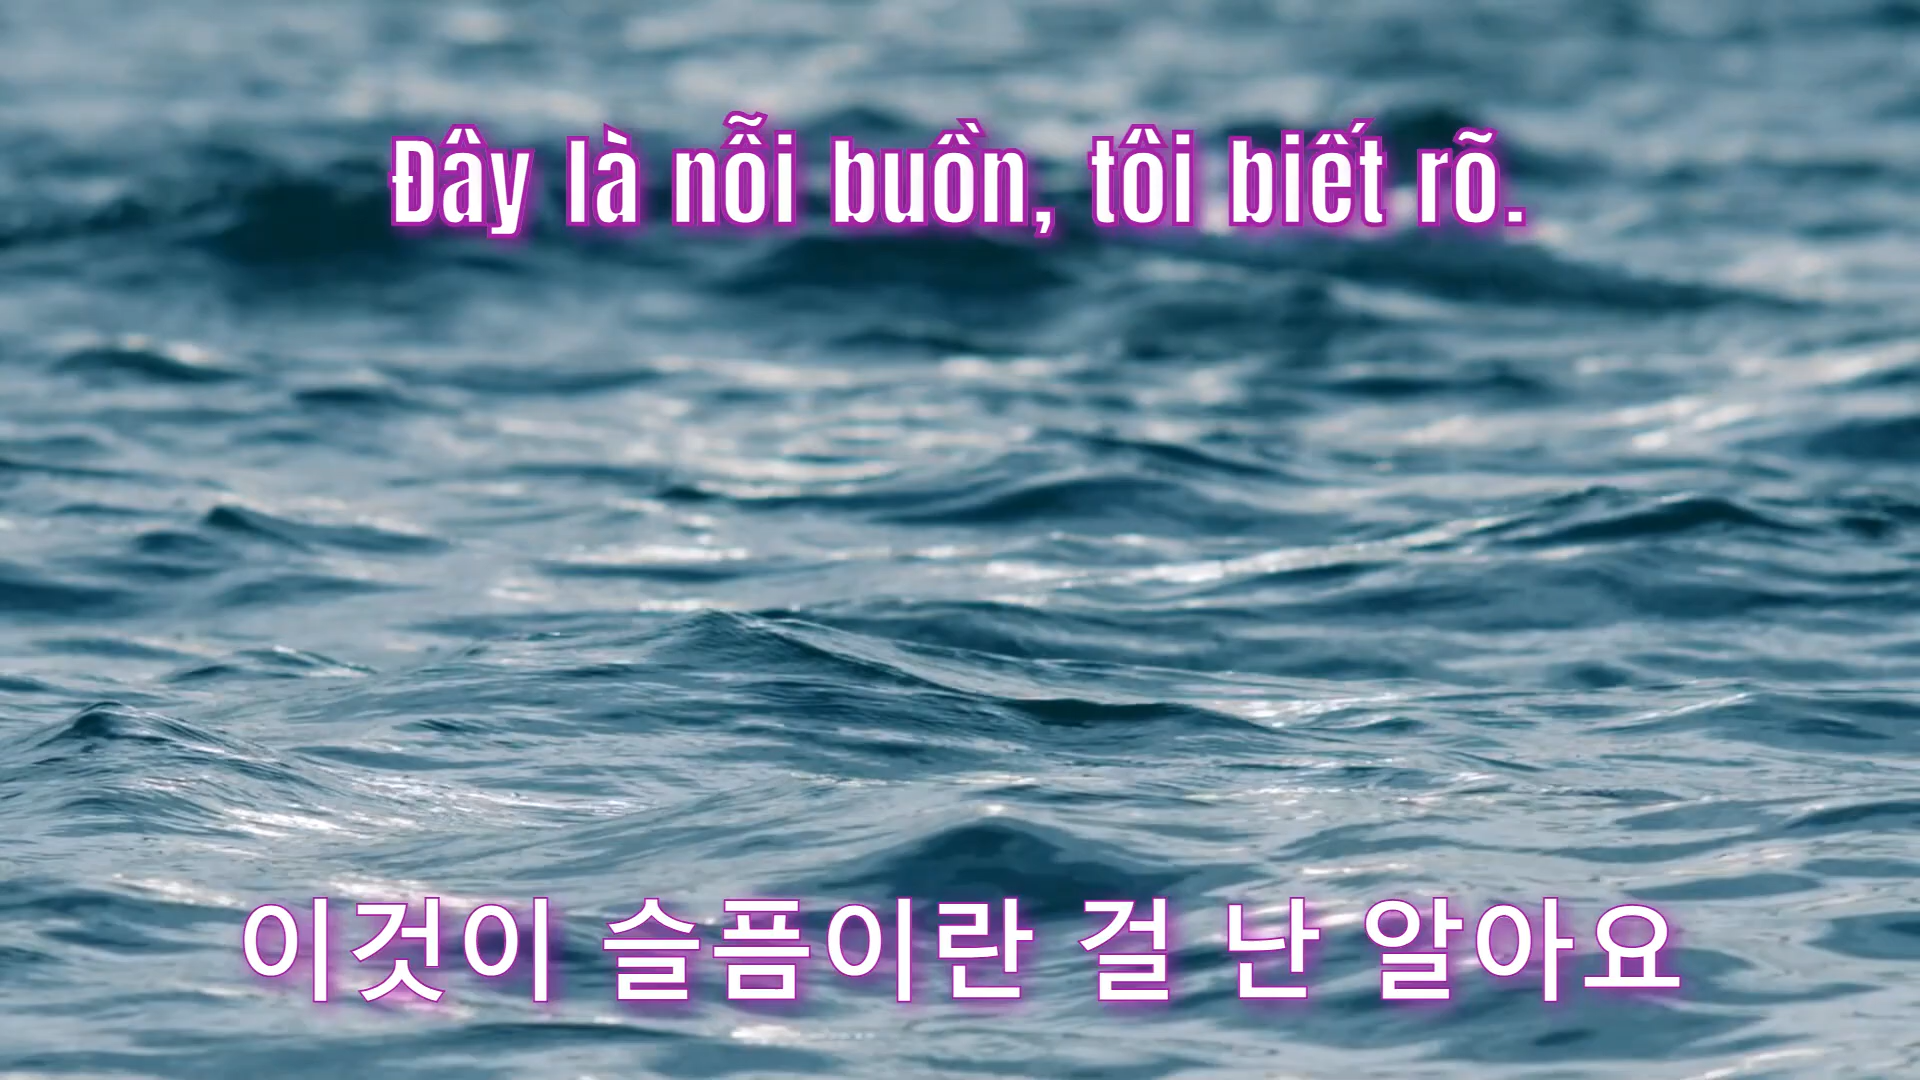 Đây là nỗi buồn, tôi biết rõ.
이것이 슬픔이란 걸 난 알아요